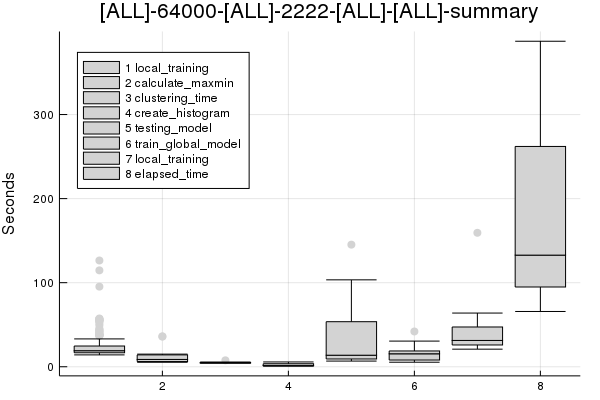 [ALL]-64000-[ALL]-2222-[ALL]-[ALL]-summary
Seconds
300
200
100
0
1 local_training
2 calculate_maxmin
3 clustering_time
4 create_histogram
5 testing_model
6 train_global_model
7 local_training
8 elapsed_time
2 4 6 8